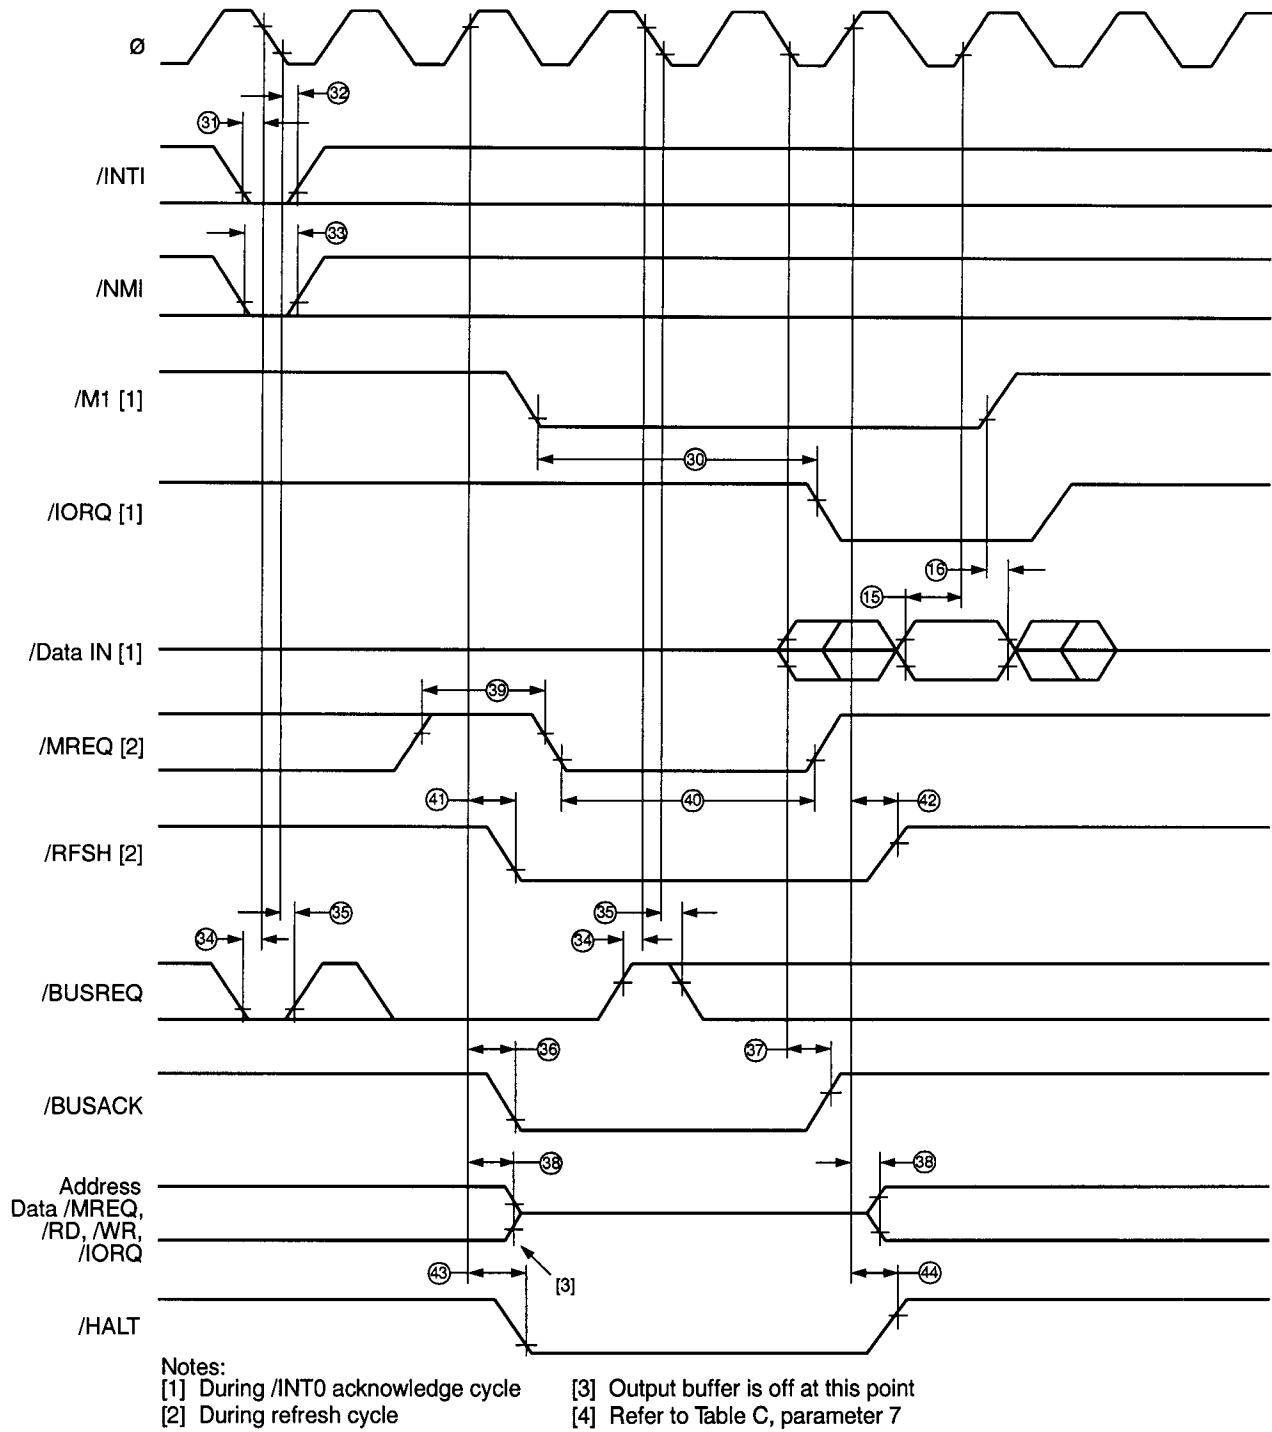 Ø
32
31
/INTI
33
/NMI
/M1 [1]
30
/IORQ [1]
16
15
/Data IN [1]
39
/MREQ [2]
41
40
42
/RFSH [2]
35
35
34
34
/BUSREQ
36
37
/BUSACK
38
38
Address
Data /MREQ,
/RD, /WR,
/IORQ
[3]
43
44
/HALT
Notes:
[1] During /INT0 acknowledge cycle
[3] Output buffer is off at this point
[2] During refresh cycle
[4] Refer to Table C, parameter 7